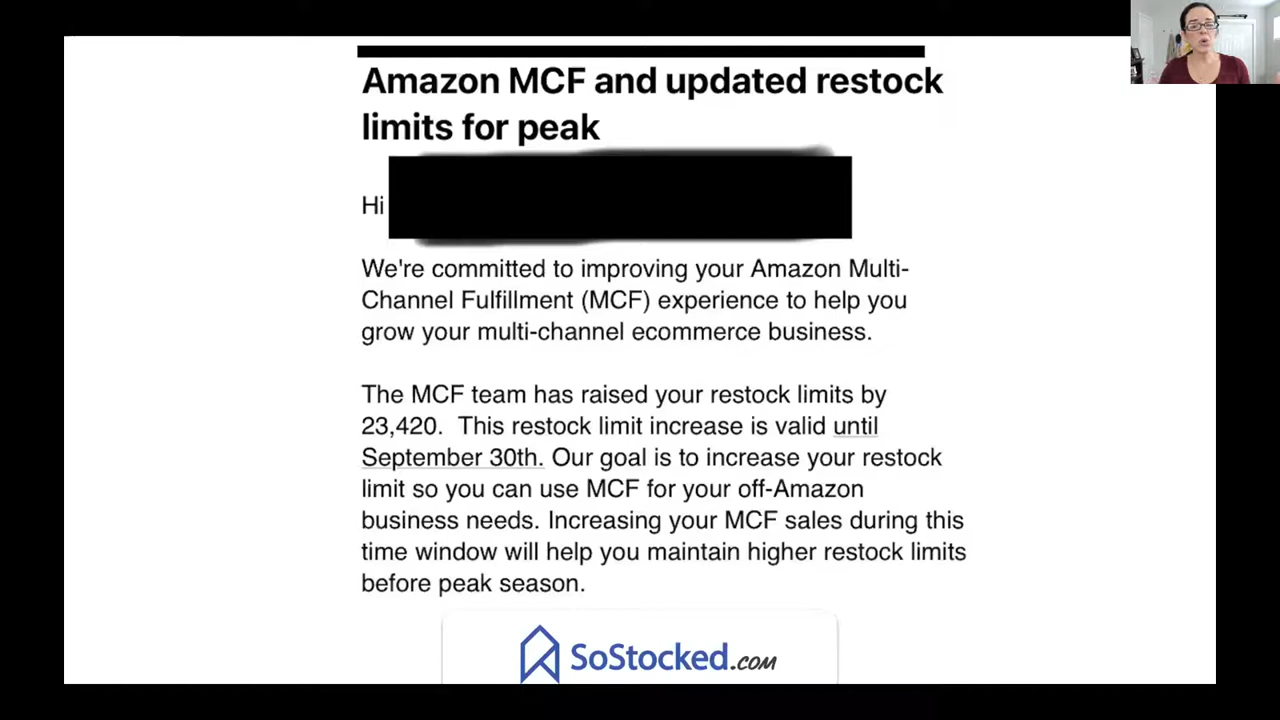 Amazon MCF and updated restock
limits for peak
Hi
We're committed to improving your Amazon Multi-
Channel Fulfillment (MCF) experience to help you
grow your multi-channel ecommerce business.
The MCF team has raised your restock limits by
23,420.  This restock limit increase is valid until
September 30th. Our goal is to increase your restock
limit so you can use MCF for your off-Amazon
business needs. Increasing your MCF sales during this
time window will help you maintain higher restock limits
before peak season.
SoStocked.com